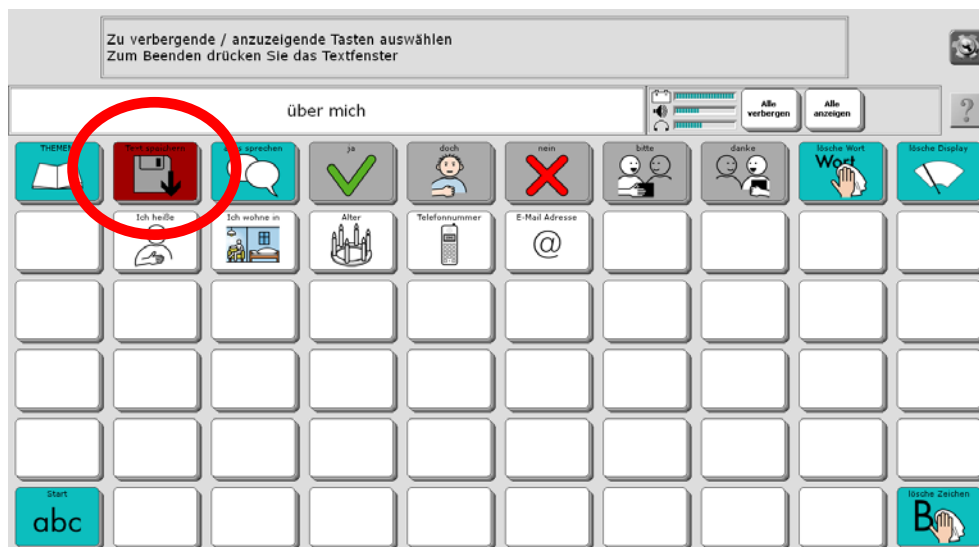 Zu verbergende / anzuzeigende Tasten auswählen
Zum Beenden drücken Sie das Textfenster
über mich
Alle verbergen
Alle anzeigen
?
THEMEN
Text speichern
sprechen
ja
doch
nein
bitte
danke
lösche Wort
Wort
lösche Display
Ich heiße
Ich wohne in
Alter
Telefonnummer
E-Mail Adresse
@
Start
abc
lösche Zeichen
B